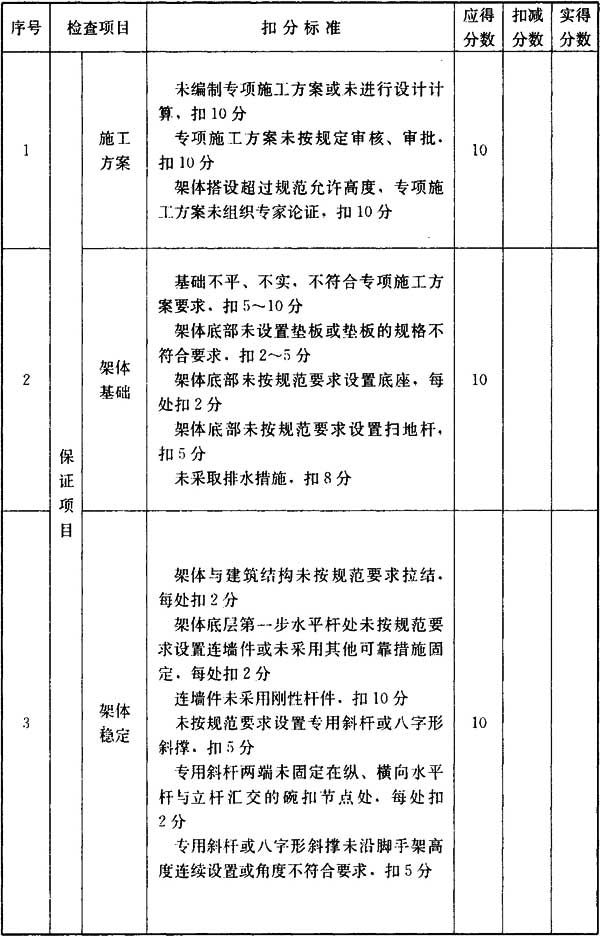 序号 检查项目 扣分标准 应得分数 扣减分数 实得分数
保证项目
1 施工方案
未编制专项施工方案或未进行设计计
算，扣10分
专项施工方案未按规定审核、审批，
扣10分
架体搭设超过规范允许高度，专项施
工方案未组织专家论证，扣10分
10
2 架体基础
基础不平、不实，不符合专项施工方
案要求，扣5～10分
架体底部未设置垫板或垫板的规格不
符合要求，扣2～5分
架体底部未按规范要求设置底座，每
处扣2分
架体底部未按规范要求设置扫地杆，
扣5分
未采取排水措施，扣8分
10
3 架体稳定
架体与建筑结构未按规范要求拉结，
每处扣2分
架体底层第一步水平杆处未按规范要
求设置连墙件或未采用其他可靠措施固
定，每处扣2分
连墙件未采用刚性杆件，扣10分
未按规范要求设置专用斜杆或八字形
斜撑，扣5分
专用斜杆两端未固定在纵、横向水平
杆与立杆汇交的碗扣节点处，每处扣
2分
专用斜杆或八字形斜撑未沿脚手架高
度连续设置或角度不符合要求，扣5分
10